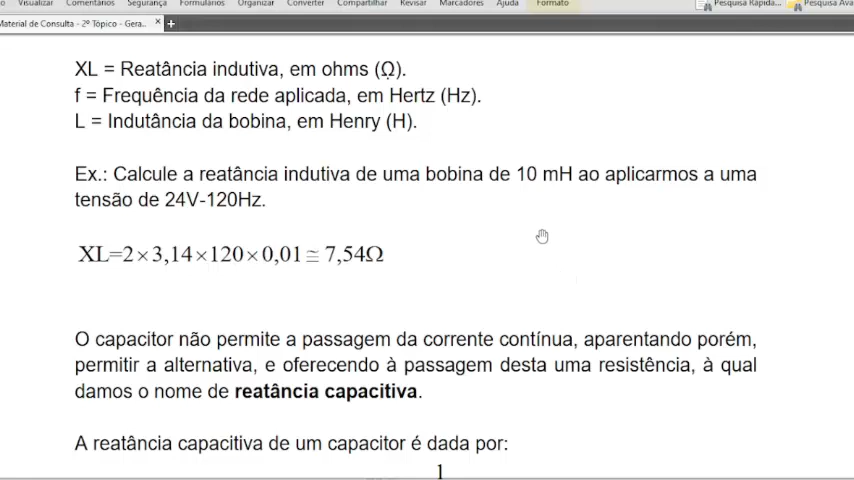 Visualizar Comentários Segurança Formulários Organizar Converter Compartilhar Revisar Marcadores Ajuda Formato Pesquisa Rápida... Pesquisa Ava
Material de Consulta - 2º Tópico - Gera... × +
XL = Reatância indutiva, em ohms (Ω).
f = Frequência da rede aplicada, em Hertz (Hz).
L = Indutância da bobina, em Henry (H).
Ex.: Calcule a reatância indutiva de uma bobina de 10 mH ao aplicarmos a uma
tensão de 24V-120Hz.
XL=2×3,14×120×0,01≅7,54Ω
O capacitor não permite a passagem da corrente contínua, aparentando porém,
permitir a alternativa, e oferecendo à passagem desta uma resistência, à qual
damos o nome de reatância capacitiva.
A reatância capacitiva de um capacitor é dada por:
1